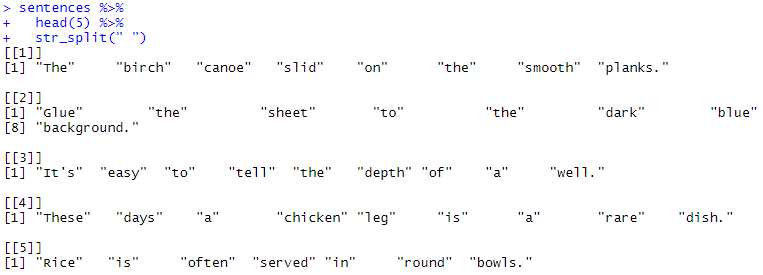 > sentences %>%
+   head(5) %>%
+   str_split(" ")
[[1]]
[1] "The"     "birch"   "canoe"   "slid"    "on"      "the"     "smooth"  "planks."

[[2]]
[1] "Glue"        "the"         "sheet"       "to"          "the"         "dark"        "blue"
[8] "background."

[[3]]
[1] "It's"  "easy"  "to"    "tell"  "the"   "depth" "of"    "a"     "well."

[[4]]
[1] "These"   "days"    "a"       "chicken" "leg"     "is"      "a"       "rare"    "dish."

[[5]]
[1] "Rice"   "is"     "often"  "served" "in"     "round"  "bowls."